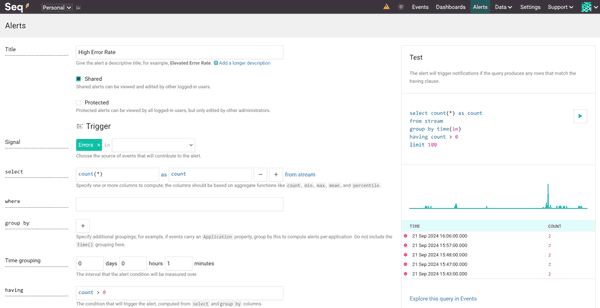 Seq
Personal
Events Dashboards Alerts Data Settings Support
Alerts
Title
High Error Rate
Give the alert a descriptive title, for example, Elevated Error Rate. Add a longer description
Shared
Shared alerts can be viewed and edited by other logged-in users.
Protected
Protected alerts can be viewed by all logged-in users, but only edited by other administrators.
Trigger
Signal
Errors × in
Choose the source of events that will contribute to the alert.
select
count(*) as count − + from stream
Specify one or more columns to compute; the columns should be based on aggregate functions like count, min, max, mean, and percentile.
where
group by
+
Specify additional groupings; for example, if events carry an Application property, group by this to compute alerts per application. Do not include the time() grouping here.
Time grouping
0 days 0 hours 1 minutes
The interval that the alert condition will be measured over.
having
count > 0
The condition that will trigger the alert, computed from select and group by columns.
Test
The alert will trigger notifications if the query produces any rows that match the having clause.
select count(*) as count
from stream
group by time(1m)
having count > 0
limit 100
TIME COUNT
21 Sep 2024 16:06:00.000 2
21 Sep 2024 15:57:00.000 2
21 Sep 2024 15:48:00.000 2
21 Sep 2024 15:47:00.000 2
21 Sep 2024 15:43:00.000 2
Explore this query in Events